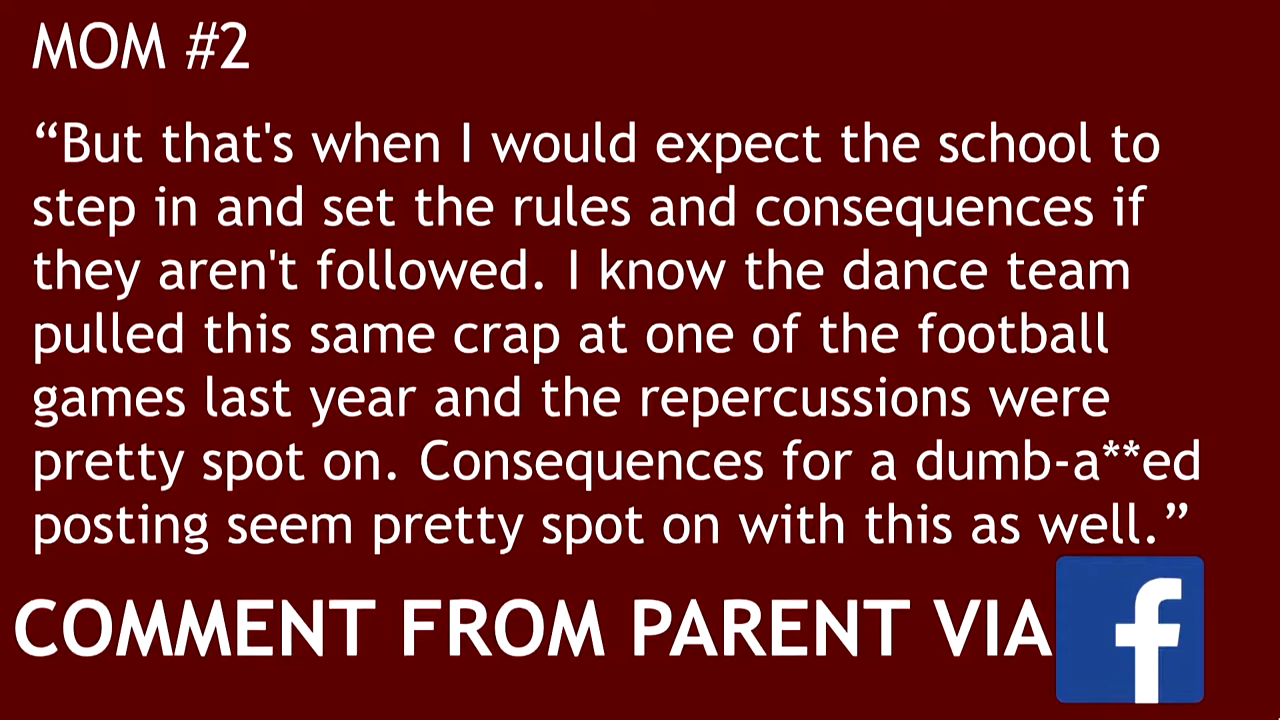 MOM #2
“But that's when I would expect the school to
step in and set the rules and consequences if
they aren't followed. I know the dance team
pulled this same crap at one of the football
games last year and the repercussions were
pretty spot on. Consequences for a dumb-a**ed
posting seem pretty spot on with this as well.”
COMMENT FROM PARENT VIA f